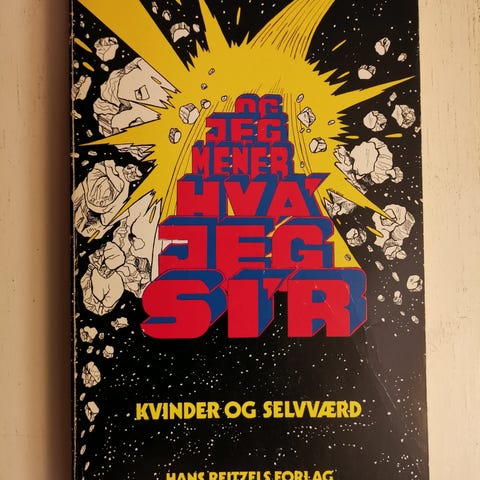 OG
JEG
MENER
HVA'
JEG
SI'R
KVINDER OG SELVVÆRD
HANS REITZELS FORLAG